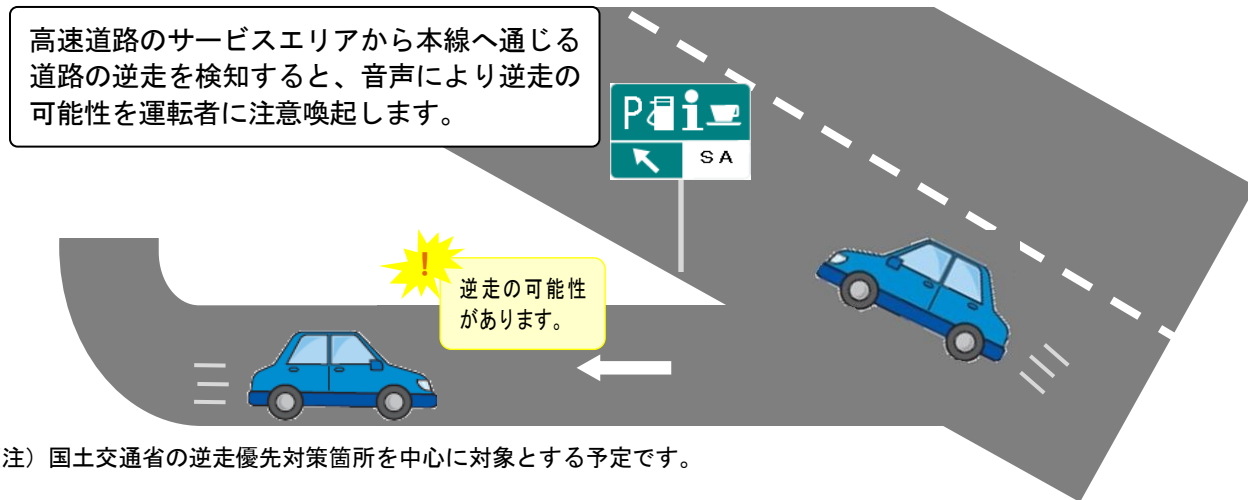 高速道路のサービスエリアから本線へ通じる
道路の逆走を検知すると、音声により逆走の
可能性を運転者に注意喚起します。
P
SA
!
逆走の可能性
があります。
注）国土交通省の逆走優先対策箇所を中心に対象とする予定です。